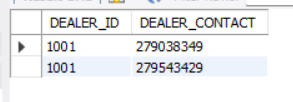 DEALER_ID DEALER_CONTACT
1001 279038349
1001 279543429